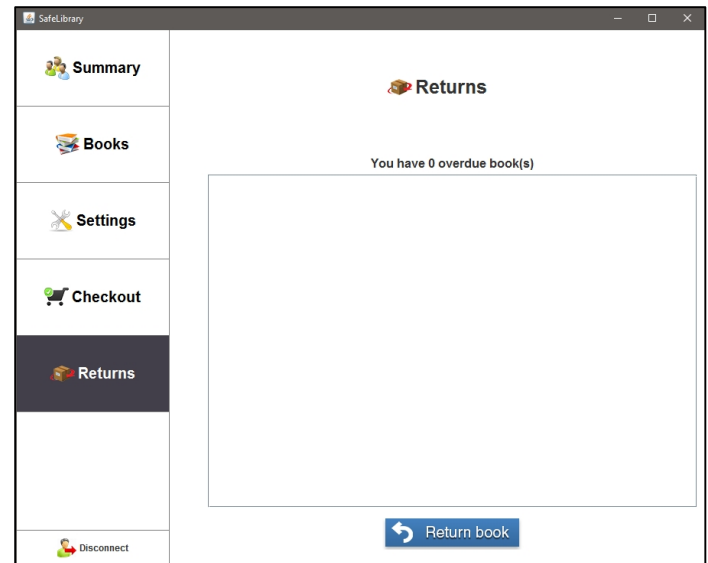 SafeLibrary
Summary
Books
Settings
Checkout
Returns
Disconnect
Returns
You have 0 overdue book(s)
Return book